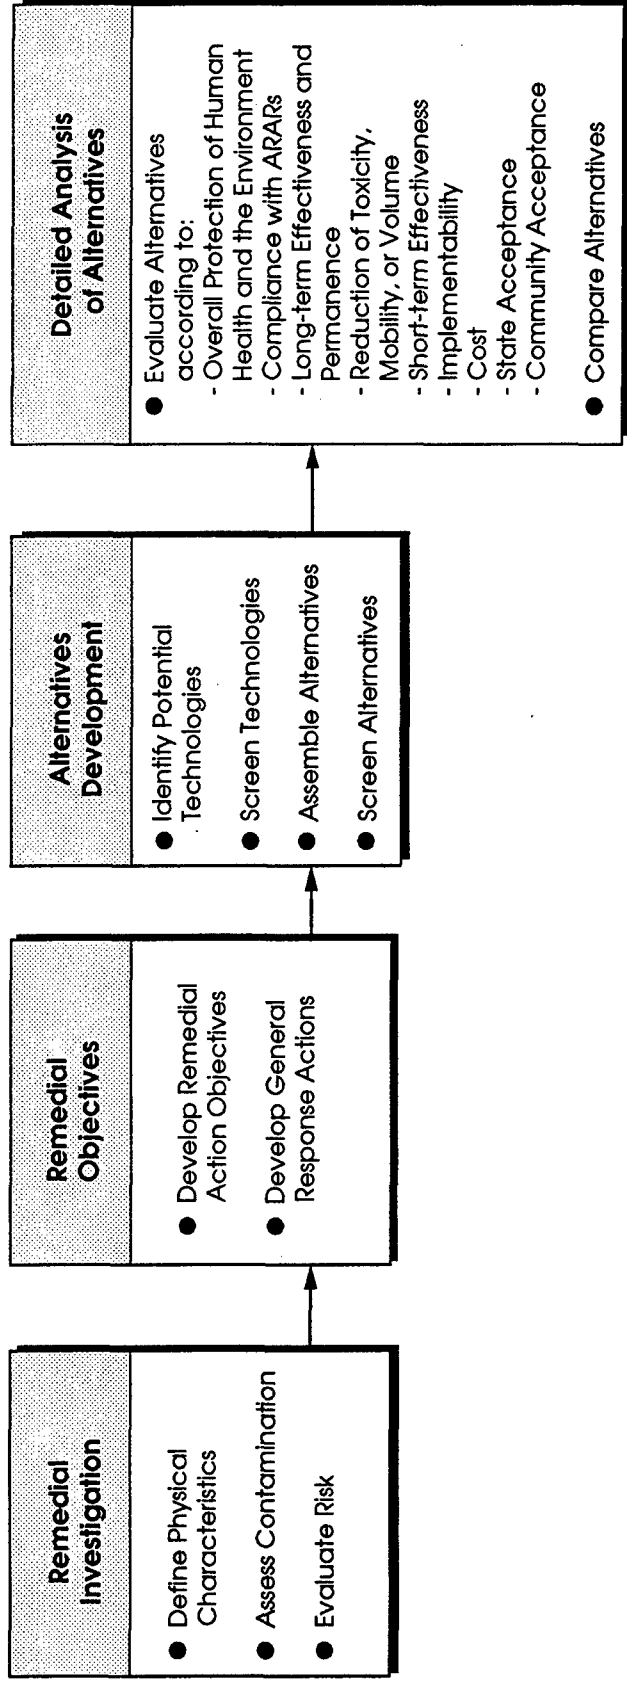 Remedial
Investigation
● Define Physical
Characteristics
● Assess Contamination
● Evaluate Risk
Remedial
Objectives
● Develop Remedial
Action Objectives
● Develop General
Response Actions
Alternatives
Development
● Identify Potential
Technologies
● Screen Technologies
● Assemble Alternatives
● Screen Alternatives
Detailed Analysis
of Alternatives
● Evaluate Alternatives
according to:
- Overall Protection of Human
Health and the Environment
- Compliance with ARARs
- Long-term Effectiveness and
Permanence
- Reduction of Toxicity,
Mobility, or Volume
- Short-term Effectiveness
- Implementability
- Cost
- State Acceptance
- Community Acceptance
● Compare Alternatives